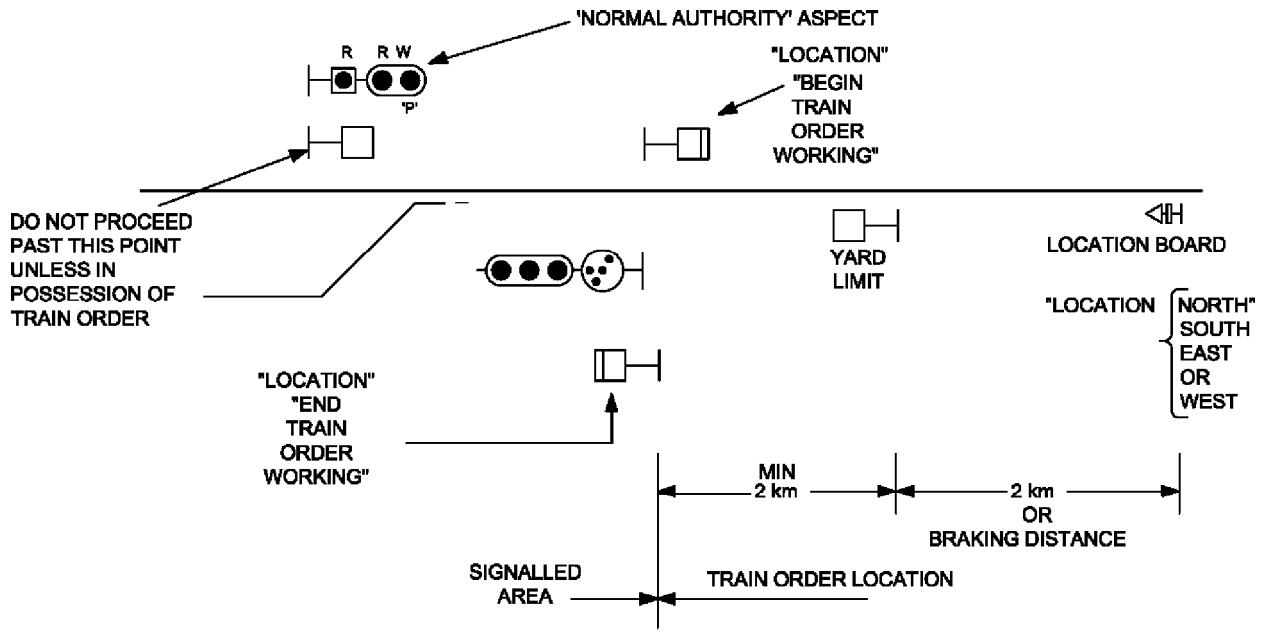 'NORMAL AUTHORITY' ASPECT
R R W
'P'
"LOCATION"
"BEGIN
TRAIN
ORDER
WORKING"
DO NOT PROCEED
PAST THIS POINT
UNLESS IN
POSSESSION OF
TRAIN ORDER
YARD
LIMIT
LOCATION BOARD
"LOCATION
NORTH"
SOUTH
EAST
OR
WEST
"LOCATION"
"END
TRAIN
ORDER
WORKING"
MIN
2 km
2 km
OR
BRAKING DISTANCE
SIGNALLED
AREA
TRAIN ORDER LOCATION